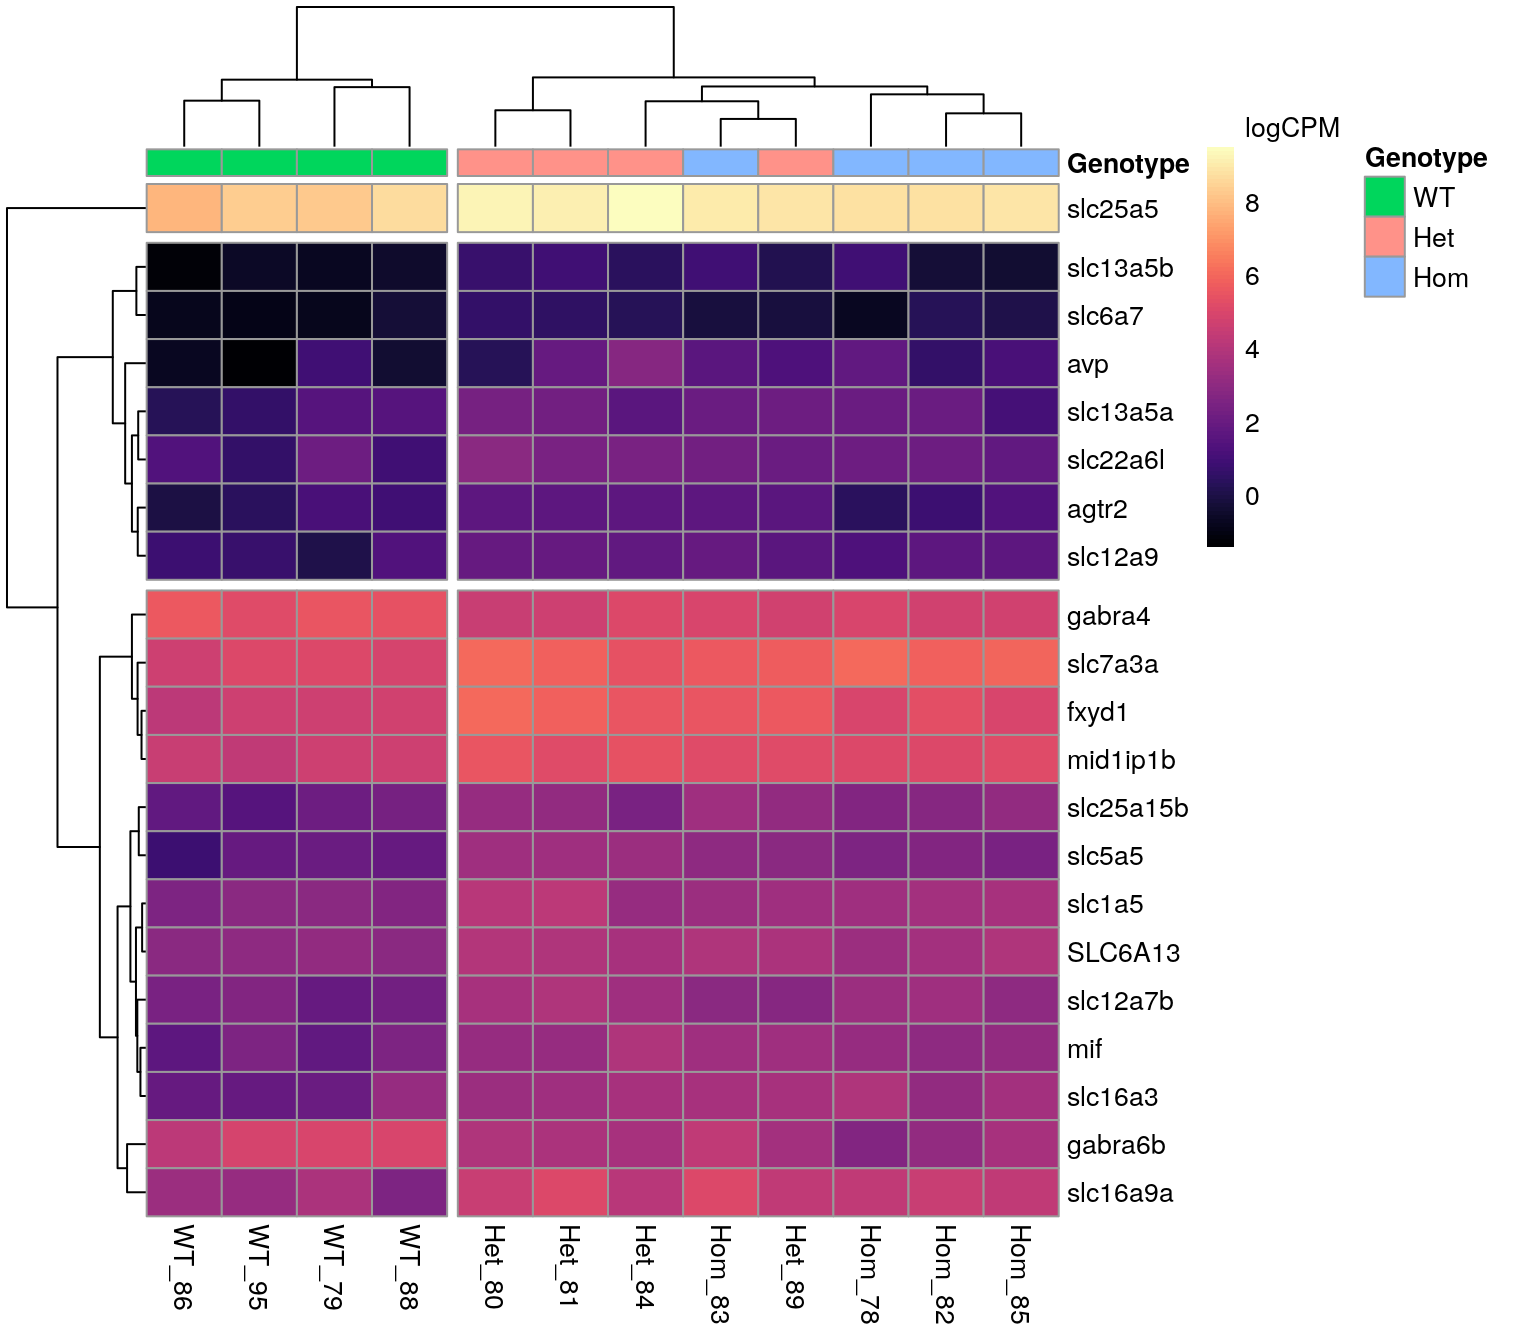 logCPM
8
6
4
2
0
Genotype
WT
Het
Hom
Genotype
slc25a5
slc13a5b
slc6a7
avp
slc13a5a
slc22a6l
agtr2
slc12a9
gabra4
slc7a3a
fxyd1
mid1ip1b
slc25a15b
slc5a5
slc1a5
SLC6A13
slc12a7b
mif
slc16a3
gabra6b
slc16a9a
WT_86
WT_95
WT_79
WT_88
Het_80
Het_81
Het_84
Hom_83
Het_89
Hom_78
Hom_82
Hom_85